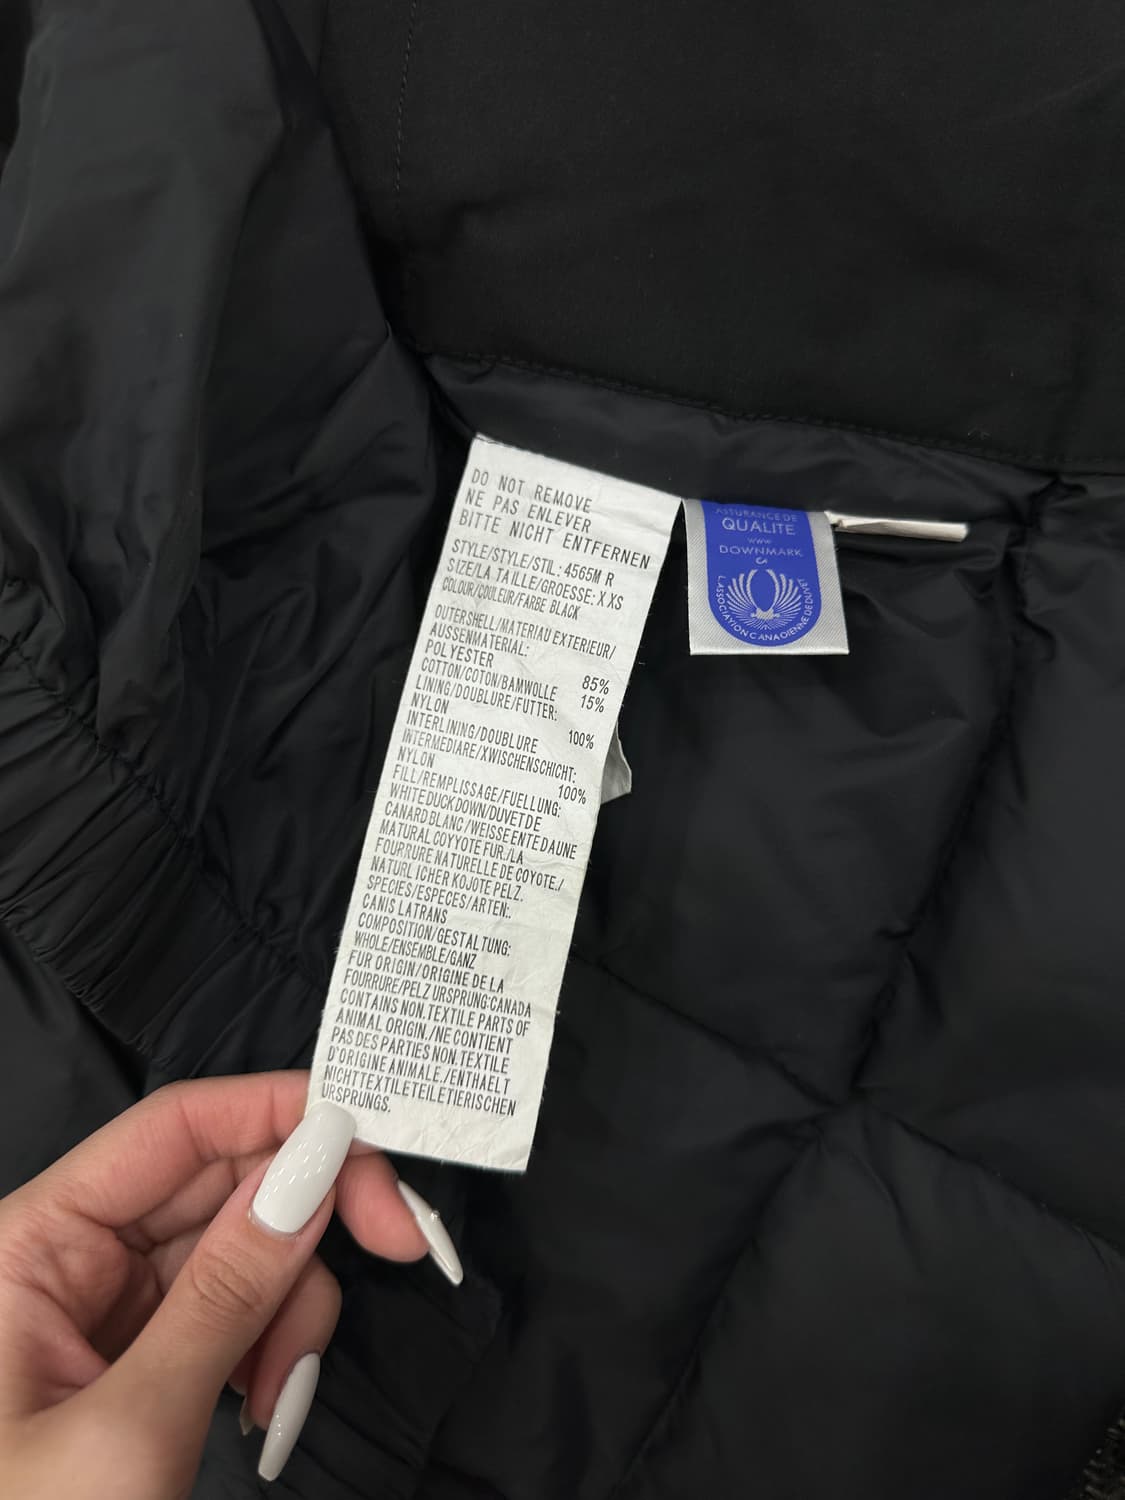 DO NOT REMOVE
NE PAS ENLEVER
BITTE NICHT ENTFERNEN
STYLE/STYLE/STIL: 4565M R
SIZE/LA TAILLE/GROESSE: X XS
COLOUR/COULEUR/FARBE BLACK
OUTERSHELL/MATERIAU EXTERIEUR/
AUSSENMATERIAL:
POLYESTER 85%
COTTON/COTON/BAMWOLLE 15%
LINING/DOUBLURE/FUTTER:
NYLON 100%
INTERLINING/DOUBLURE
INTERMEDIARE/XWISCHENSCHICHT:
NYLON 100%
FILL/REMPLISSAGE/FUELLUNG:
WHITE DUCK DOWN/DUVET DE
CANARD BLANC/WEISSE ENTE DAUNE
MATURAL COYYOTE FUR./LA
FOURRURE NATURELLE DE COYOTE./
NATURL ICHER KOJOTE PELZ.
SPECIES/ESPECES/ARTEN:.
CANIS LATRANS
COMPOSITION/GESTALTUNG:
WHOLE/ENSEMBLE/GANZ
FUR ORIGIN/ORIGINE DE LA
FOURRURE/PELZ URSPRUNG:CANADA
CONTAINS NON.TEXTILE PARTS OF
ANIMAL ORIGIN./NE CONTIENT
PAS DES PARTIES NON.TEXTILE
D'ORIGINE ANIMALE./ENTHAELT
NICHTTEXTILETEILETIERISCHEN
URSPRUNGS.
ASSURANCE DE
QUALITE
www
DOWNMARK
Ca
L'ASSOCIAYION CANADIENNE DE DUVET